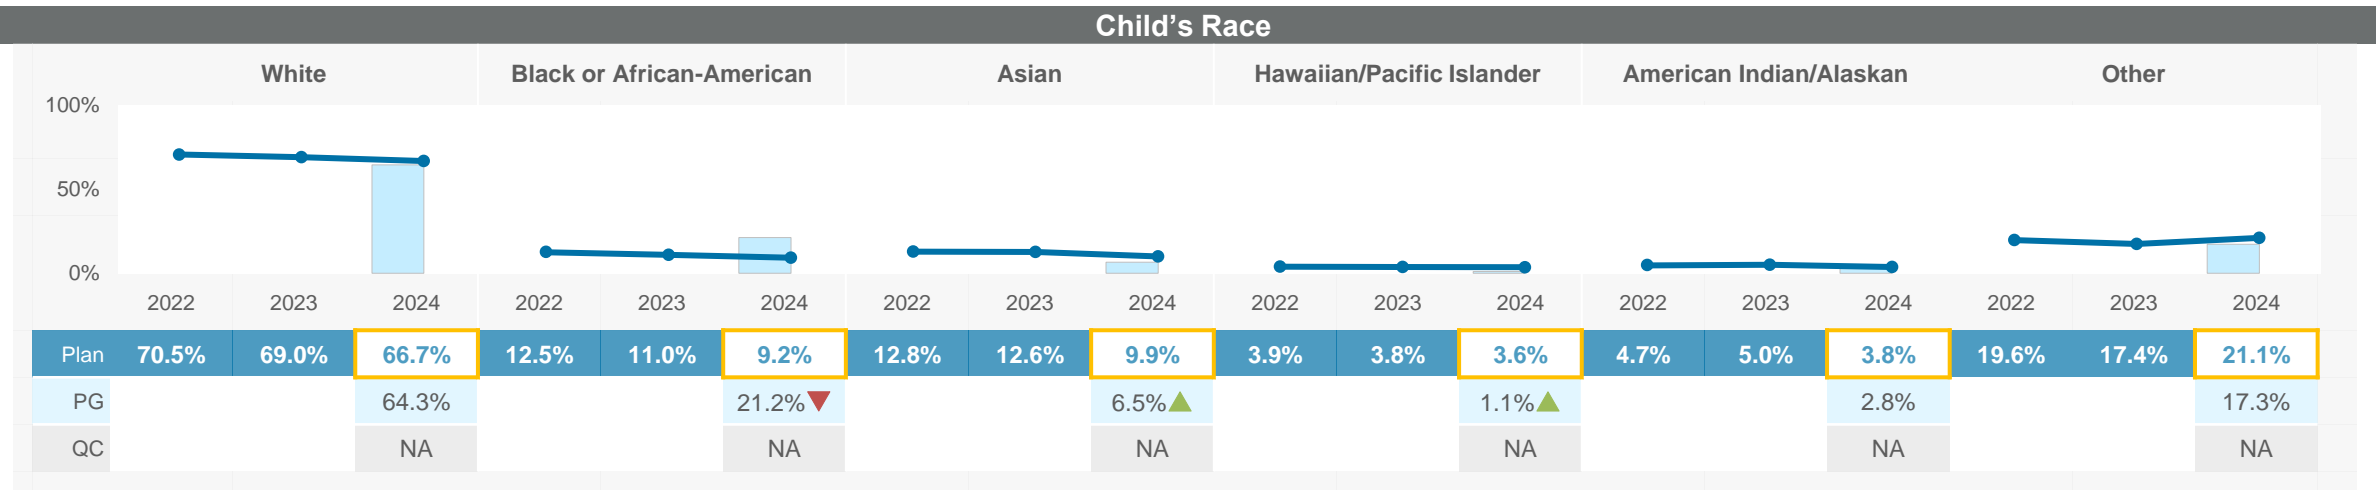 Child’s Race
White Black or African-American Asian Hawaiian/Pacific Islander American Indian/Alaskan Other
100%
50%
0%
2022 2023 2024 2022 2023 2024 2022 2023 2024 2022 2023 2024 2022 2023 2024 2022 2023 2024
Plan 70.5% 69.0% 66.7% 12.5% 11.0% 9.2% 12.8% 12.6% 9.9% 3.9% 3.8% 3.6% 4.7% 5.0% 3.8% 19.6% 17.4% 21.1%
PG 64.3% 21.2% 6.5% 1.1% 2.8% 17.3%
QC NA NA NA NA NA NA